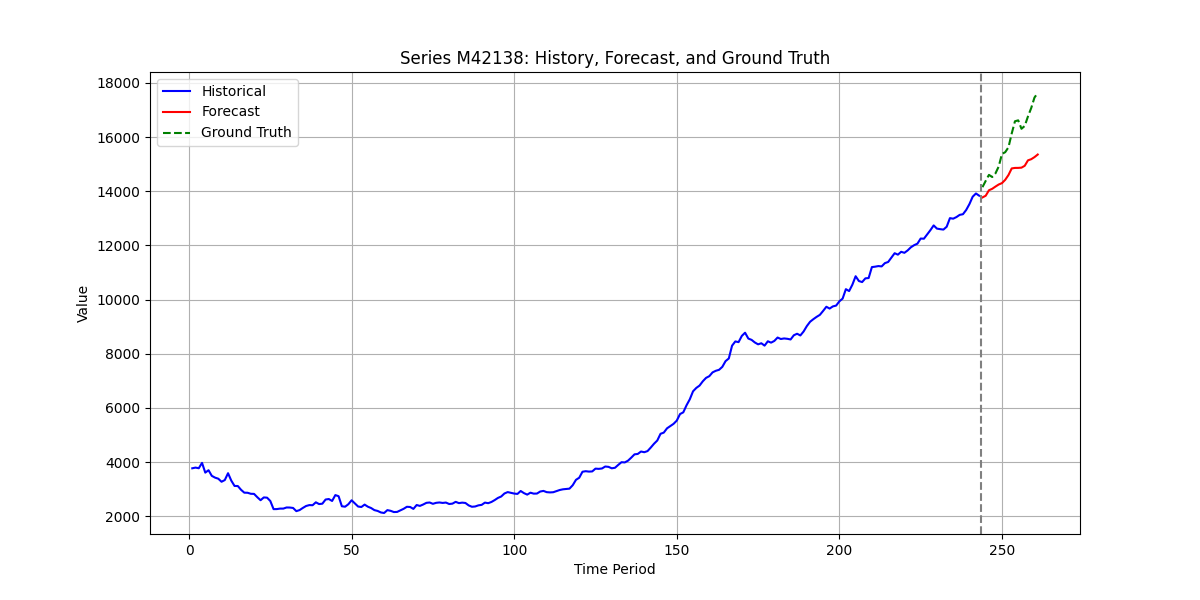 Series M42138: History, Forecast, and Ground Truth
Historical
Forecast
Ground Truth
Value
18000
16000
14000
12000
10000
8000
6000
4000
2000
0 50 100 150 200 250
Time Period